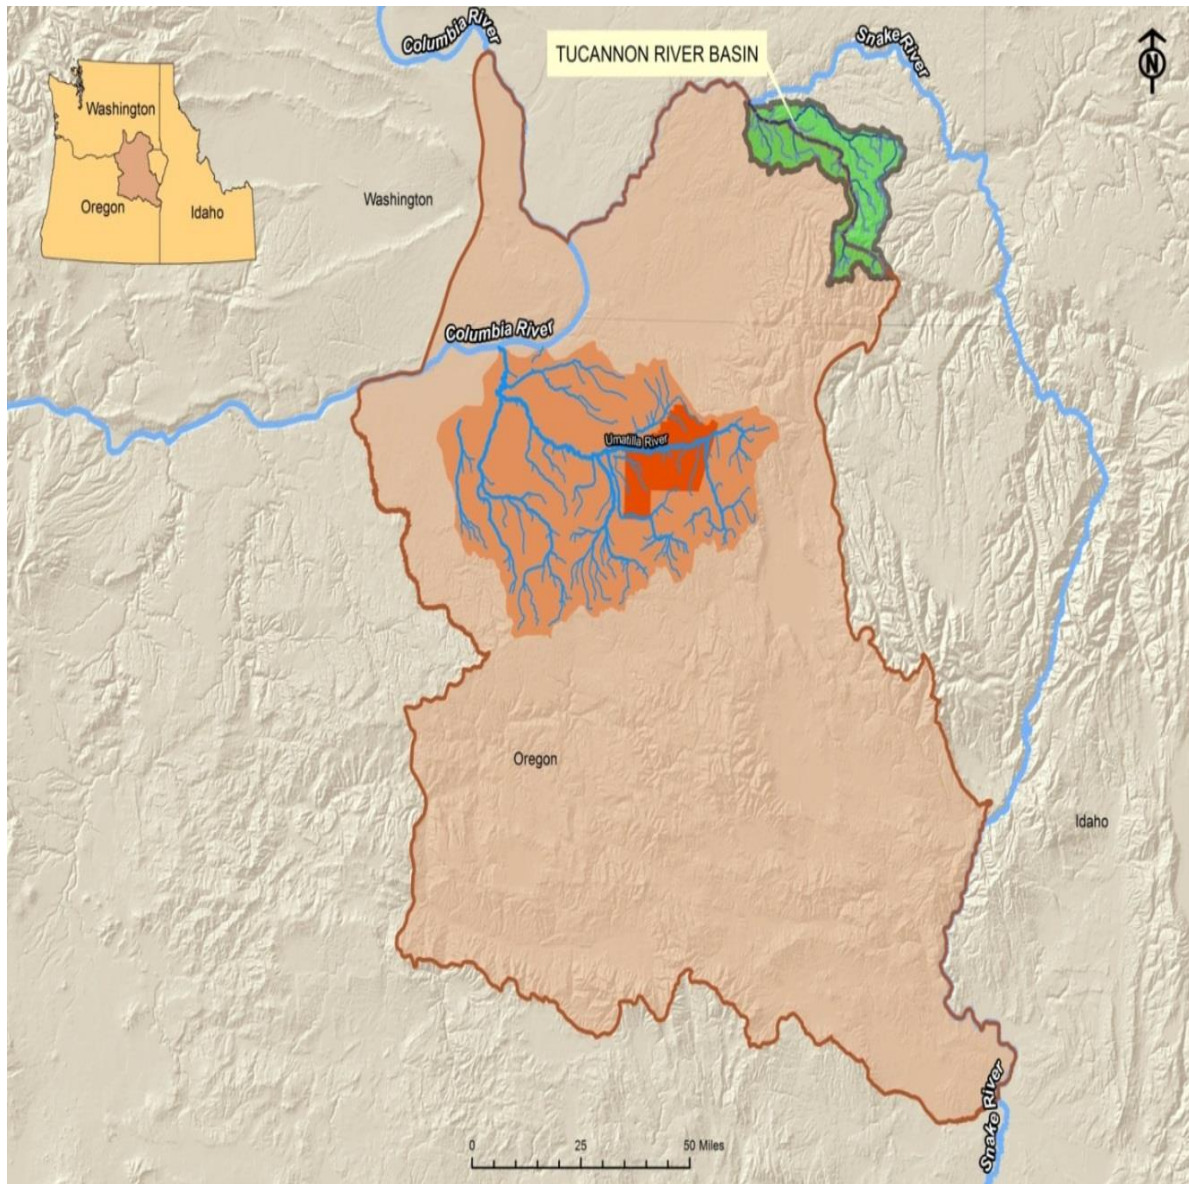 Columbia River
Snake River
TUCANNON RIVER BASIN
N
Washington
Oregon
Idaho
Washington
Columbia River
Umatilla River
Oregon
Idaho
Snake River
0 25 50 Miles